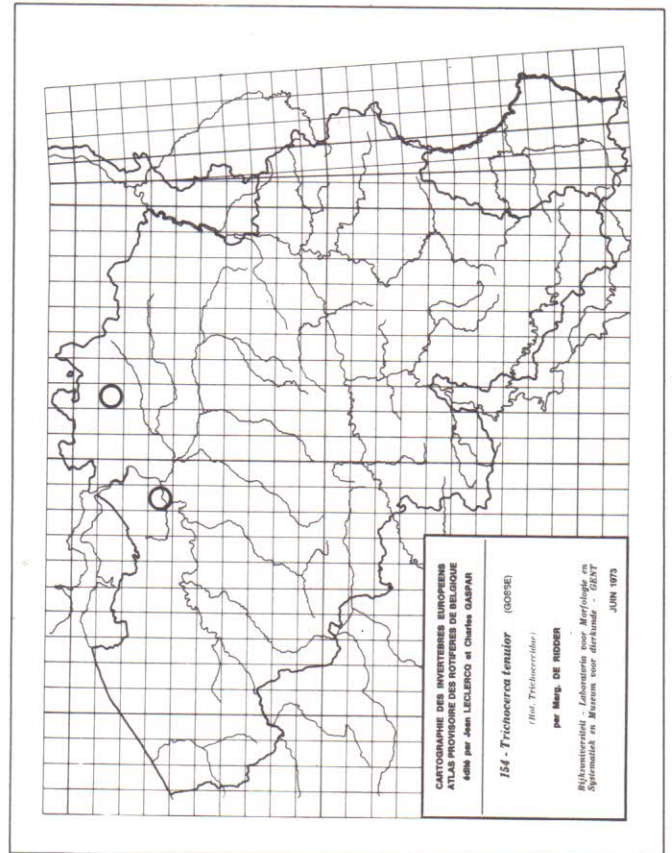 CARTOGRAPHIE DES INVERTEBRES EUROPEENS
ATLAS PROVISOIRE DES ROTIFERES DE BELGIQUE
édité par Jean LECLERCQ et Charles GASPAR
154 - Trichocerca tenuior (GOSSE)
(Rot. Trichocercidae)
par Marg. DE RIDDER
Rijksuniversiteit - Laboratoria voor Morfologie en
Systematiek en Museum voor dierkunde - GENT
JUIN 1973